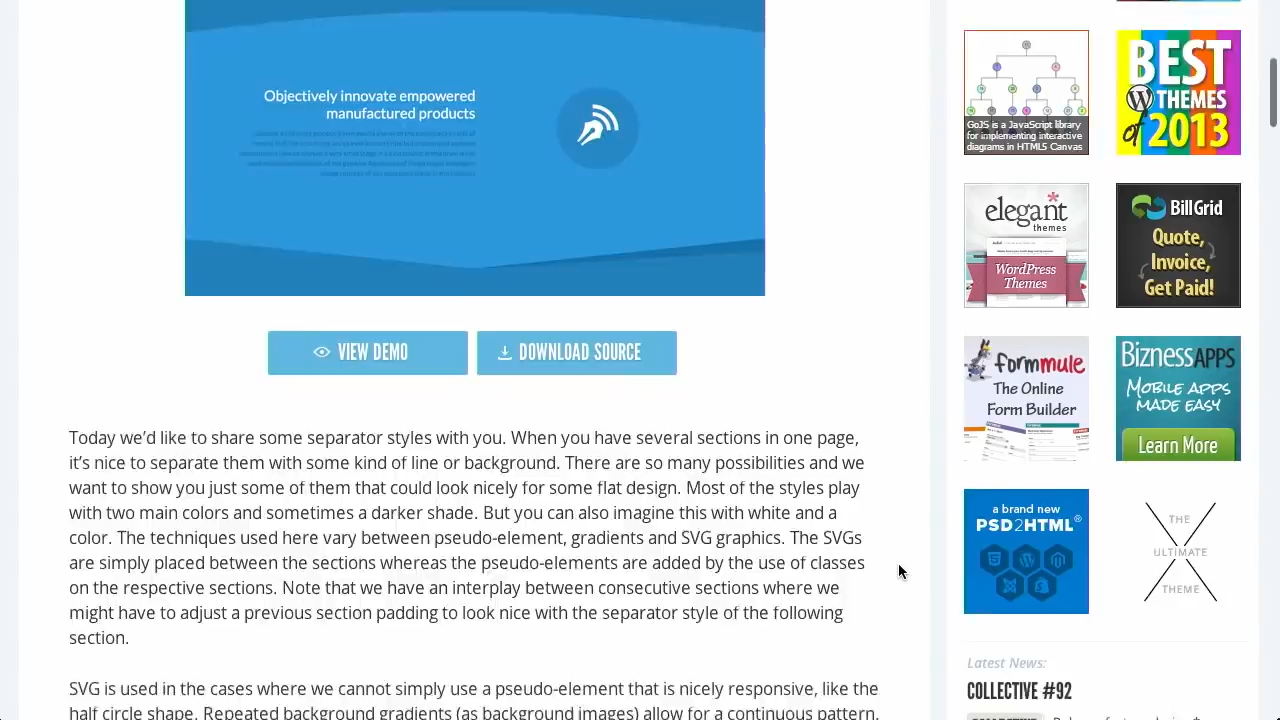 Objectively innovate empowered
manufactured products
VIEW DEMO
DOWNLOAD SOURCE
Today we’d like to share some separator styles with you. When you have several sections in one page,
it’s nice to separate them with some kind of line or background. There are so many possibilities and we
want to show you just some of them that could look nicely for some flat design. Most of the styles play
with two main colors and sometimes a darker shade. But you can also imagine this with white and a
color. The techniques used here vary between pseudo-element, gradients and SVG graphics. The SVGs
are simply placed between the sections whereas the pseudo-elements are added by the use of classes
on the respective sections. Note that we have an interplay between consecutive sections where we
might have to adjust a previous section padding to look nice with the separator style of the following
section.
SVG is used in the cases where we cannot simply use a pseudo-element that is nicely responsive, like the
half circle shape. Repeated background gradients (as background images) allow for a continuous pattern.
GoJS is a JavaScript library
for implementing interactive
diagrams in HTML5 Canvas
BEST
THEMES
of 2013
elegant
themes
WordPress
Themes
BillGrid
Quote,
Invoice,
Get Paid!
formmule
The Online
Form Builder
BIZNESSAPPS
MOBILE APPS
MADE EASY
Learn More
a brand new
PSD2HTML®
THE
ULTIMATE
THEME
Latest News:
COLLECTIVE #92